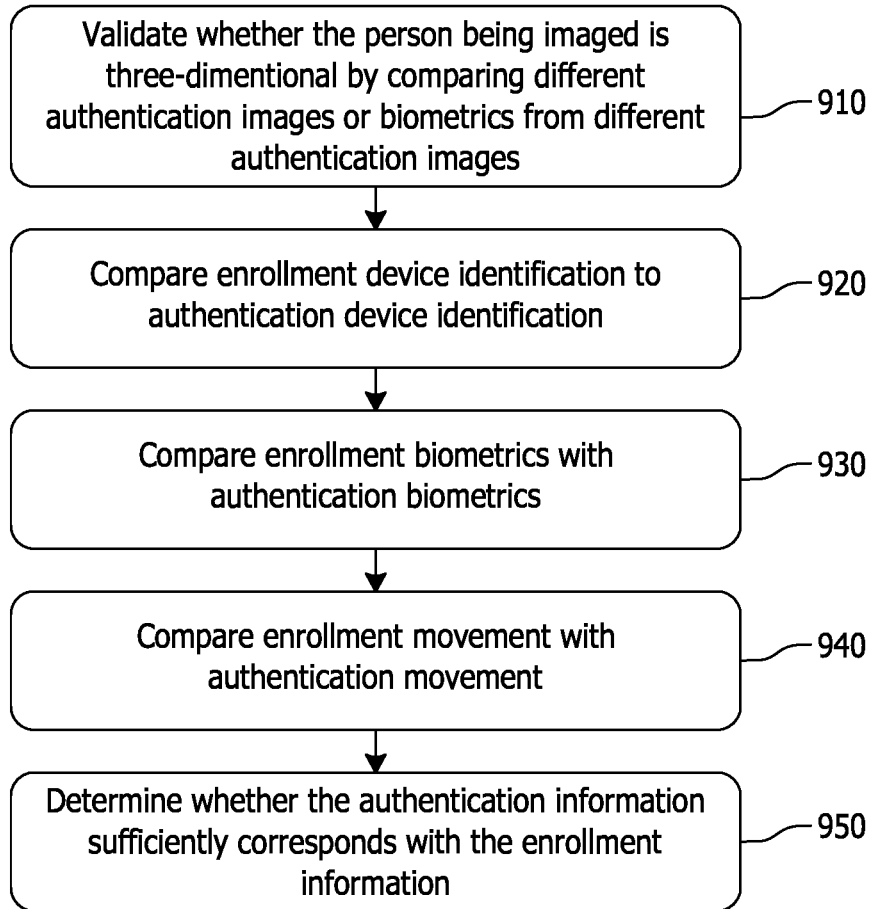 Validate whether the person being imaged is
three-dimentional by comparing different
authentication images or biometrics from different
authentication images
910
Compare enrollment device identification to
authentication device identification
920
Compare enrollment biometrics with
authentication biometrics
930
Compare enrollment movement with
authentication movement
940
Determine whether the authentication information
sufficiently corresponds with the enrollment
information
950